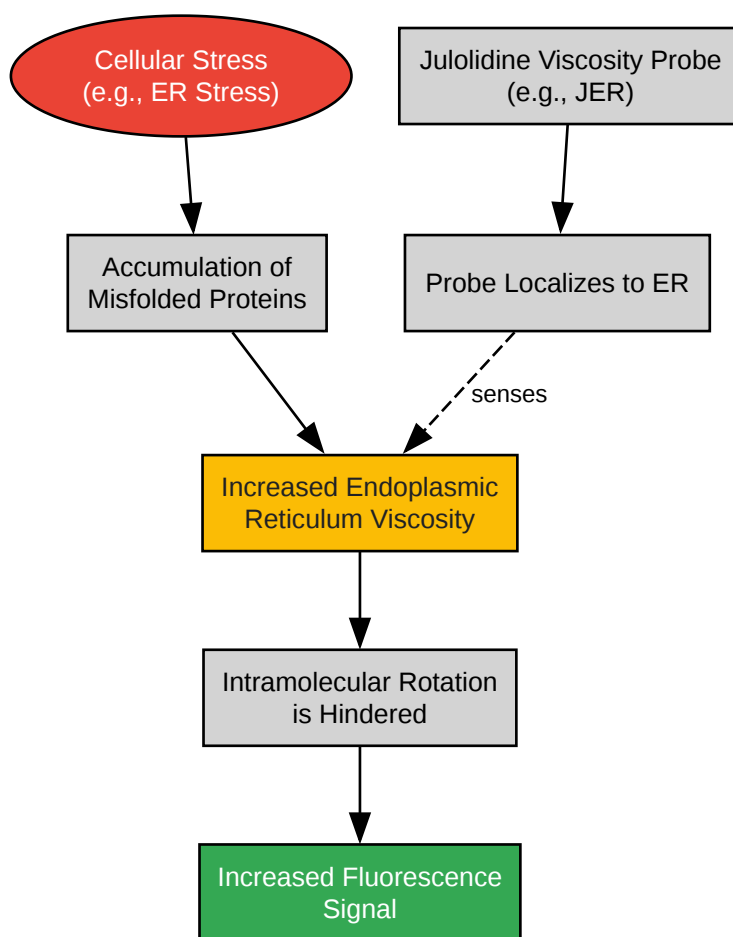 Cellular Stress
(e.g., ER Stress)
Julolidine Viscosity Probe
(e.g., JER)
Accumulation of
Misfolded Proteins
Probe Localizes to ER
senses
Increased Endoplasmic
Reticulum Viscosity
Intramolecular Rotation
is Hindered
Increased Fluorescence
Signal